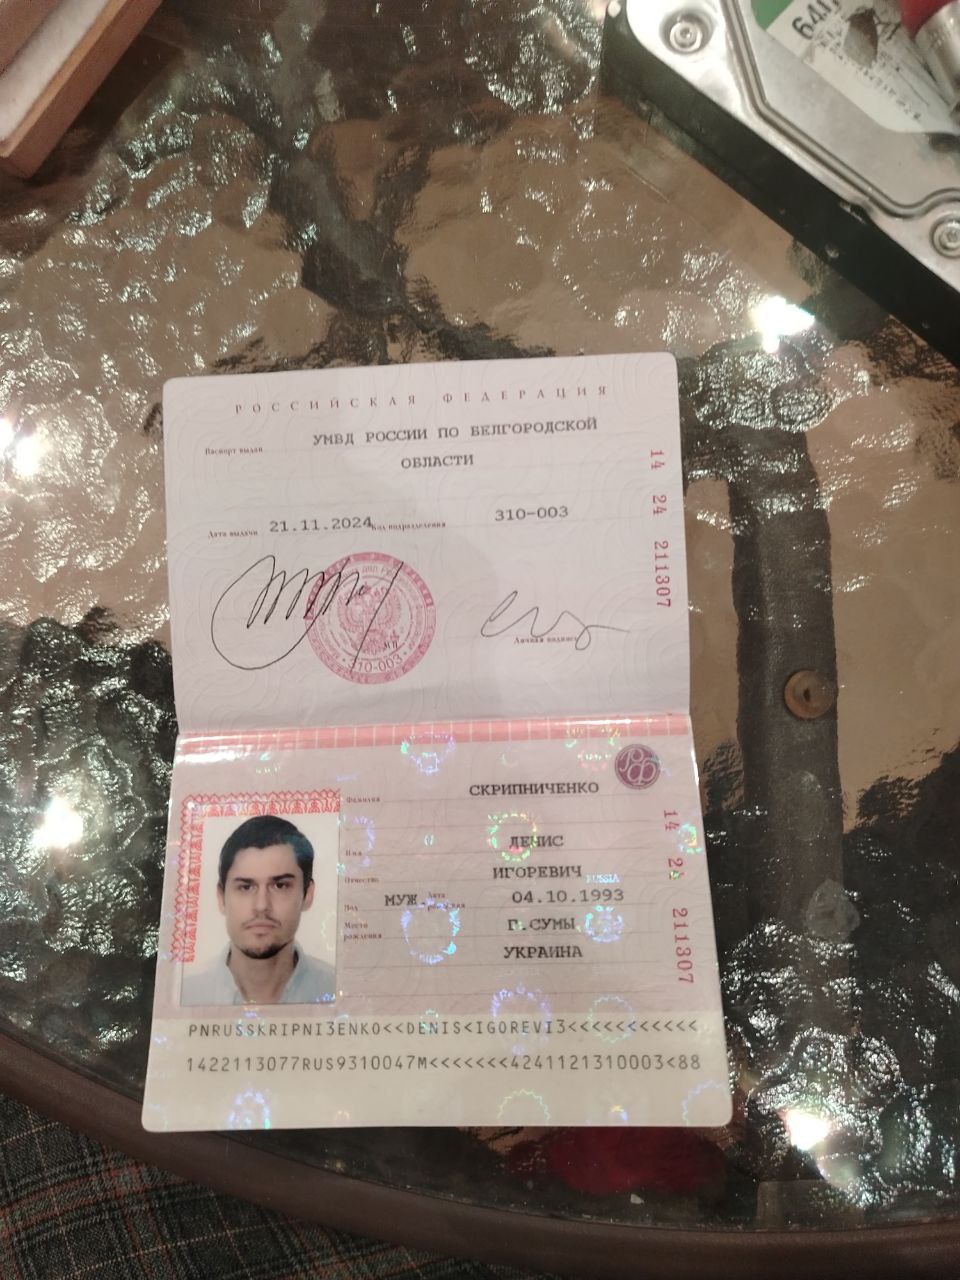 64
РОССИЙСКАЯ ФЕДЕРАЦИЯ
Паспорт выдан УМВД РОССИИ ПО БЕЛГОРОДСКОЙ
ОБЛАСТИ
Дата выдачи 21.11.2024 Код подразделения 310-003
310-003
Личная подпись
14 24 211307
РФ
Фамилия СКРИПНИЧЕНКО
Имя ДЕНИС
Отчество ИГОРЕВИЧ
RUSSIA
Пол МУЖ. Дата рождения 04.10.1993
Место рождения Г.СУМЫ
УКРАИНА
14 24 211307
PNRUSSKRIPNI3ENKO<<DENIS<IGOREVI3<<<<<<<<<<<
1422113077RUS9310047M<<<<<<<4241121310003<88